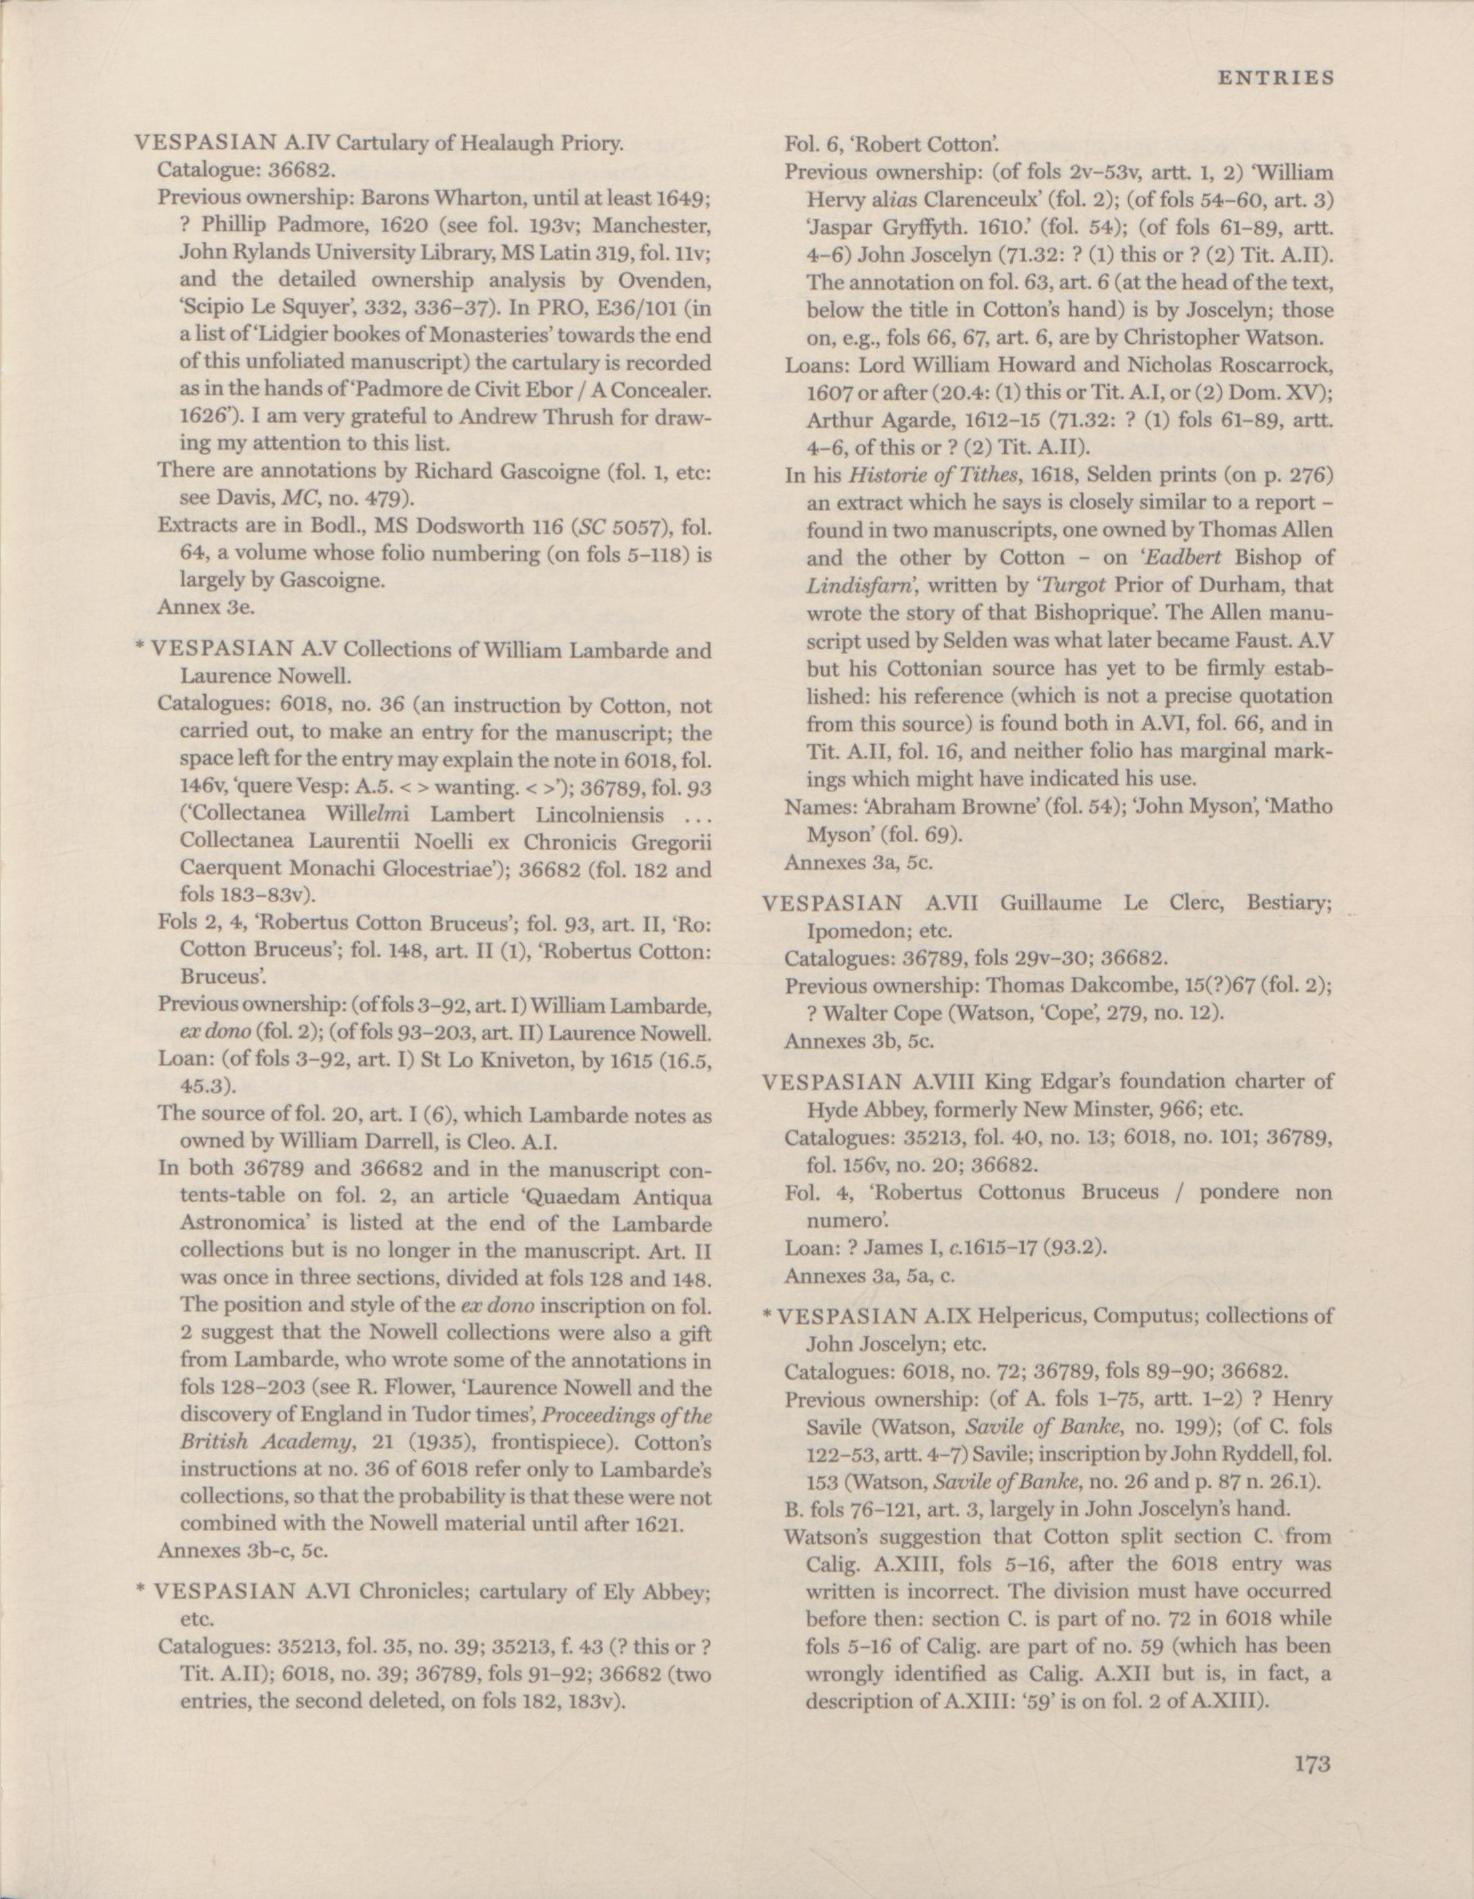 ENTRIES
VESPASIAN A.IV Cartulary of Healaugh Priory.
Catalogue: 36682.
Previous ownership: Barons Wharton, until at least 1649;
? Phillip Padmore, 1620 (see fol. 193v; Manchester,
John Rylands University Library, MS Latin 319, fol. 11v;
and the detailed ownership analysis by Ovenden,
‘Scipio Le Squyer’, 332, 336–37). In PRO, E36/101 (in
a list of ‘Lidgier bookes of Monasteries’ towards the end
of this unfoliated manuscript) the cartulary is recorded
as in the hands of ‘Padmore de Civit Ebor / A Concealer.
1626’). I am very grateful to Andrew Thrush for draw-
ing my attention to this list.
There are annotations by Richard Gascoigne (fol. 1, etc:
see Davis, MC, no. 479).
Extracts are in Bodl., MS Dodsworth 116 (SC 5057), fol.
64, a volume whose folio numbering (on fols 5–118) is
largely by Gascoigne.
Annex 3e.
* VESPASIAN A.V Collections of William Lambarde and
Laurence Nowell.
Catalogues: 6018, no. 36 (an instruction by Cotton, not
carried out, to make an entry for the manuscript; the
space left for the entry may explain the note in 6018, fol.
146v, ‘quere Vesp: A.5. < > wanting. < >’); 36789, fol. 93
(‘Collectanea Willelmi Lambert Lincolniensis ...
Collectanea Laurentii Noelli ex Chronicis Gregorii
Caerquent Monachi Glocestriae’); 36682 (fol. 182 and
fols 183–83v).
Fols 2, 4, ‘Robertus Cotton Bruceus’; fol. 93, art. II, ‘Ro:
Cotton Bruceus’; fol. 148, art. II (1), ‘Robertus Cotton:
Bruceus’.
Previous ownership: (of fols 3–92, art. I) William Lambarde,
ex dono (fol. 2); (of fols 93–203, art. II) Laurence Nowell.
Loan: (of fols 3–92, art. I) St Lo Kniveton, by 1615 (16.5,
45.3).
The source of fol. 20, art. I (6), which Lambarde notes as
owned by William Darrell, is Cleo. A.I.
In both 36789 and 36682 and in the manuscript con-
tents-table on fol. 2, an article ‘Quaedam Antiqua
Astronomica’ is listed at the end of the Lambarde
collections but is no longer in the manuscript. Art. II
was once in three sections, divided at fols 128 and 148.
The position and style of the ex dono inscription on fol.
2 suggest that the Nowell collections were also a gift
from Lambarde, who wrote some of the annotations in
fols 128–203 (see R. Flower, ‘Laurence Nowell and the
discovery of England in Tudor times’, Proceedings of the
British Academy, 21 (1935), frontispiece). Cotton’s
instructions at no. 36 of 6018 refer only to Lambarde’s
collections, so that the probability is that these were not
combined with the Nowell material until after 1621.
Annexes 3b-c, 5c.
* VESPASIAN A.VI Chronicles; cartulary of Ely Abbey;
etc.
Catalogues: 35213, fol. 35, no. 39; 35213, f. 43 (? this or ?
Tit. A.II); 6018, no. 39; 36789, fols 91–92; 36682 (two
entries, the second deleted, on fols 182, 183v).
Fol. 6, ‘Robert Cotton’.
Previous ownership: (of fols 2v–53v, artt. 1, 2) ‘William
Hervy alias Clarenceulx’ (fol. 2); (of fols 54–60, art. 3)
‘Jaspar Gryffyth. 1610.’ (fol. 54); (of fols 61–89, artt.
4–6) John Joscelyn (71.32: ? (1) this or ? (2) Tit. A.II).
The annotation on fol. 63, art. 6 (at the head of the text,
below the title in Cotton’s hand) is by Joscelyn; those
on, e.g., fols 66, 67, art. 6, are by Christopher Watson.
Loans: Lord William Howard and Nicholas Roscarrock,
1607 or after (20.4: (1) this or Tit. A.I, or (2) Dom. XV);
Arthur Agarde, 1612–15 (71.32: ? (1) fols 61–89, artt.
4–6, of this or ? (2) Tit. A.II).
In his Historie of Tithes, 1618, Selden prints (on p. 276)
an extract which he says is closely similar to a report –
found in two manuscripts, one owned by Thomas Allen
and the other by Cotton – on ‘Eadbert Bishop of
Lindisfarn’, written by ‘Turgot Prior of Durham, that
wrote the story of that Bishoprique’. The Allen manu-
script used by Selden was what later became Faust. A.V
but his Cottonian source has yet to be firmly estab-
lished: his reference (which is not a precise quotation
from this source) is found both in A.VI, fol. 66, and in
Tit. A.II, fol. 16, and neither folio has marginal mark-
ings which might have indicated his use.
Names: ‘Abraham Browne’ (fol. 54); ‘John Myson’, ‘Matho
Myson’ (fol. 69).
Annexes 3a, 5c.
VESPASIAN A.VII Guillaume Le Clerc, Bestiary;
Ipomedon; etc.
Catalogues: 36789, fols 29v–30; 36682.
Previous ownership: Thomas Dakcombe, 15(?)67 (fol. 2);
? Walter Cope (Watson, ‘Cope’, 279, no. 12).
Annexes 3b, 5c.
VESPASIAN A.VIII King Edgar’s foundation charter of
Hyde Abbey, formerly New Minster, 966; etc.
Catalogues: 35213, fol. 40, no. 13; 6018, no. 101; 36789,
fol. 156v, no. 20; 36682.
Fol. 4, ‘Robertus Cottonus Bruceus / pondere non
numero’.
Loan: ? James I, c.1615–17 (93.2).
Annexes 3a, 5a, c.
* VESPASIAN A.IX Helpericus, Computus; collections of
John Joscelyn; etc.
Catalogues: 6018, no. 72; 36789, fols 89–90; 36682.
Previous ownership: (of A. fols 1–75, artt. 1–2) ? Henry
Savile (Watson, Savile of Banke, no. 199); (of C. fols
122–53, artt. 4–7) Savile; inscription by John Ryddell, fol.
153 (Watson, Savile of Banke, no. 26 and p. 87 n. 26.1).
B. fols 76–121, art. 3, largely in John Joscelyn’s hand.
Watson’s suggestion that Cotton split section C. from
Calig. A.XIII, fols 5–16, after the 6018 entry was
written is incorrect. The division must have occurred
before then: section C. is part of no. 72 in 6018 while
fols 5–16 of Calig. are part of no. 59 (which has been
wrongly identified as Calig. A.XII but is, in fact, a
description of A.XIII: ‘59’ is on fol. 2 of A.XIII).
173